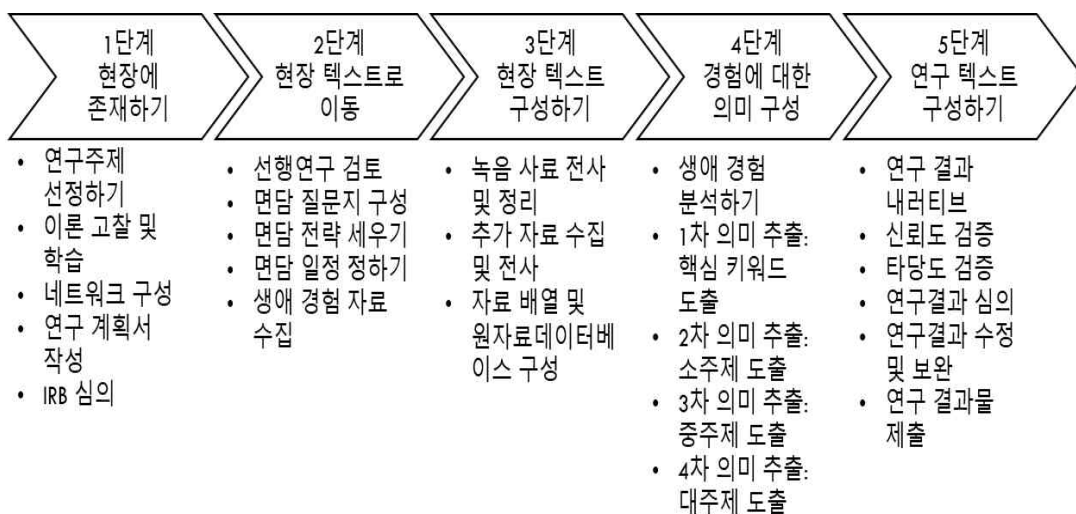 1단계
현장에
존재하기
2단계
현장 텍스트로
이동
3단계
현장 텍스트
구성하기
4단계
경험에 대한
의미 구성
5단계
연구 텍스트
구성하기
• 연구주제
선정하기
• 이론 고찰 및
학습
• 네트워크 구성
• 연구 계획서
작성
• IRB 심의
• 선행연구 검토
• 면담 질문지 구성
• 면담 전략 세우기
• 면담 일정 정하기
• 생애 경험 자료
수집
• 녹음 사료 전사
및 정리
• 추가 자료 수집
및 전사
• 자료 배열 및
원자료데이터베
이스 구성
• 생애 경험
분석하기
• 1차 의미 추출:
핵심 키워드
도출
• 2차 의미 추출:
소주제 도출
• 3차 의미 추출:
중주제 도출
• 4차 의미 추출:
대주제 도출
• 연구 결과
내러티브
• 신뢰도 검증
• 타당도 검증
• 연구결과 심의
• 연구결과 수정
및 보완
• 연구 결과물
제출